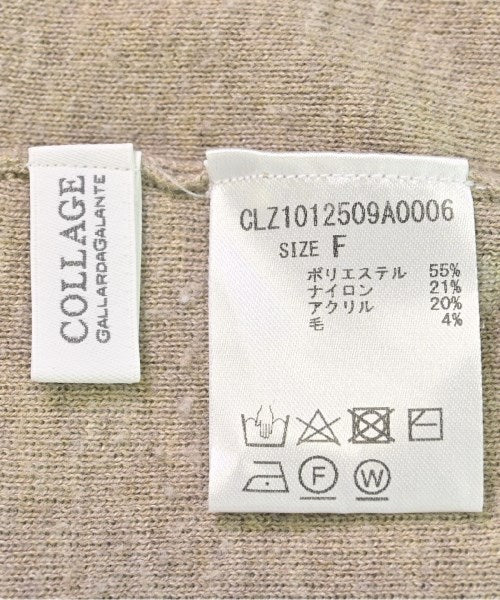 COLLAGE
GALLARDAGALANTE
CLZ1012509A0006
SIZE F
ポリエステル 55%
ナイロン 21%
アクリル 20%
毛 4%
F
W